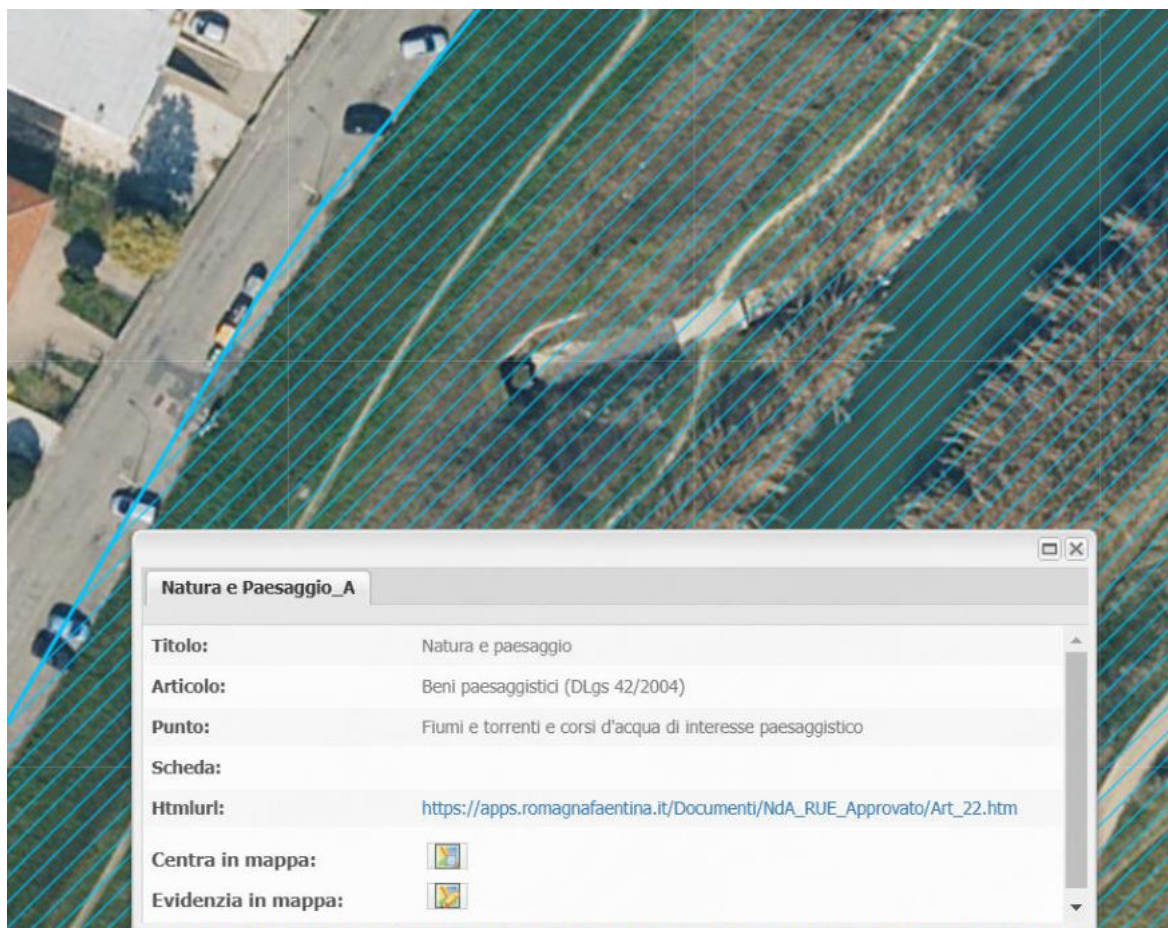 Natura e Paesaggio_A
Titolo: Natura e paesaggio
Articolo: Beni paesaggistici (DLgs 42/2004)
Punto: Fiumi e torrenti e corsi d'acqua di interesse paesaggistico
Scheda:
Htmlurl: https://apps.romagnafaentina.it/Documenti/NdA_RUE_Approvato/Art_22.htm
Centra in mappa:
Evidenzia in mappa: